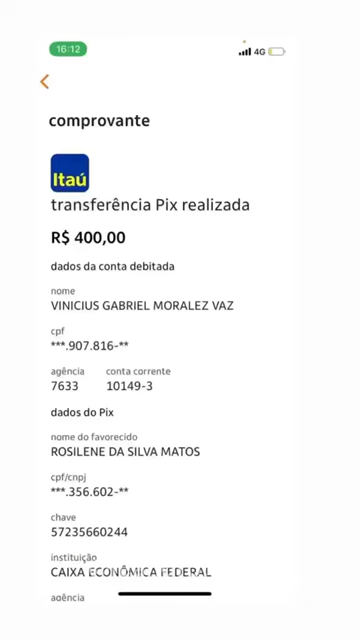 16:12
4G
comprovante
Itaú
transferência Pix realizada
R$ 400,00
dados da conta debitada
nome
VINICIUS GABRIEL MORALEZ VAZ
cpf
***.907.816-**
agência conta corrente
7633 10149-3
dados do Pix
nome do favorecido
ROSILENE DA SILVA MATOS
cpf/cnpj
***.356.602-**
chave
57235660244
instituição
CAIXA ECONÔMICA FEDERAL
agência